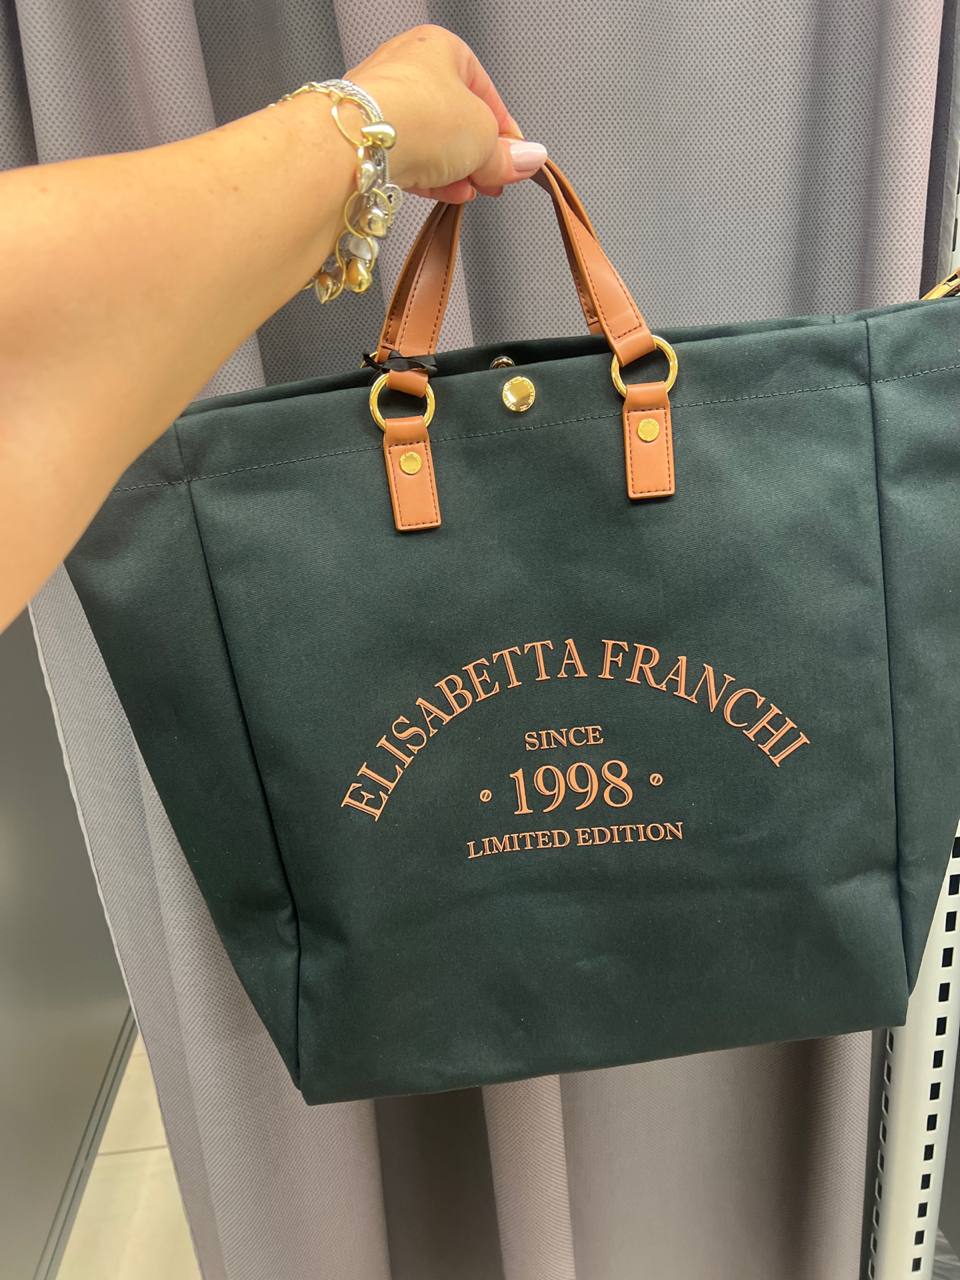 ELISABETTA FRANCHI
SINCE
1998
LIMITED EDITION